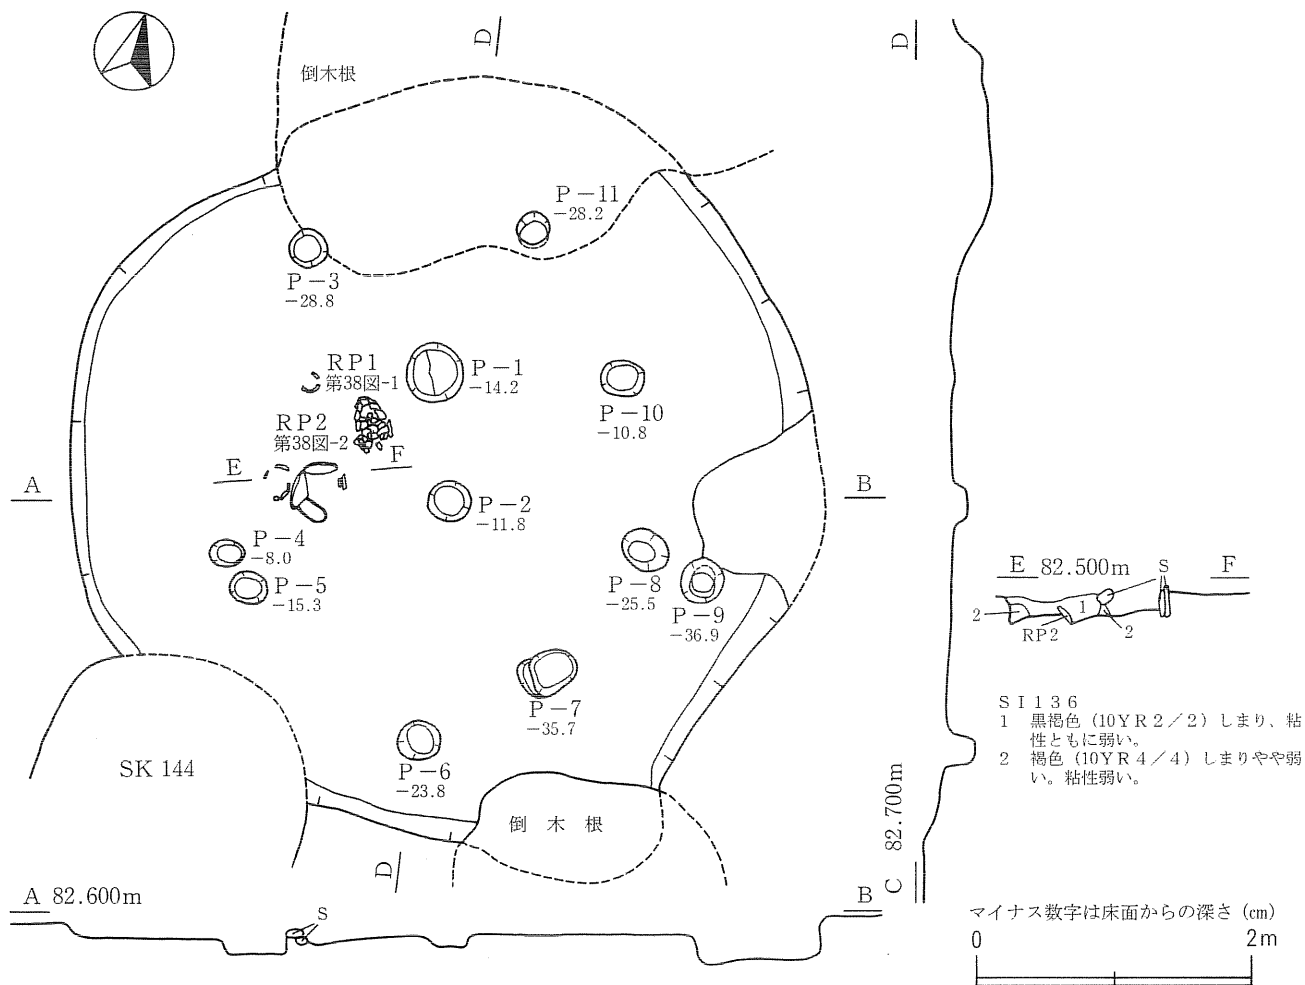 D
倒木根
D
P－11
−28.2
P－3
−28.8
RP1
第38図-1
P－1
−14.2
P－10
−10.8
RP2
第38図-2
E
F
A
B
P－2
−11.8
P－4
−8.0
P－5
−15.3
P－8
−25.5
P－9
−36.9
P－7
−35.7
P－6
−23.8
SK 144
倒 木 根
D
C 82.700m
A 82.600m
B
S
E 82.500m
S
F
2
1
RP2
2
ＳＩ136
1 黒褐色（10ＹＲ２／２）しまり、粘
性ともに弱い。
2 褐色（10ＹＲ４／４）しまりやや弱
い。粘性弱い。
マイナス数字は床面からの深さ (cm)
0
2m